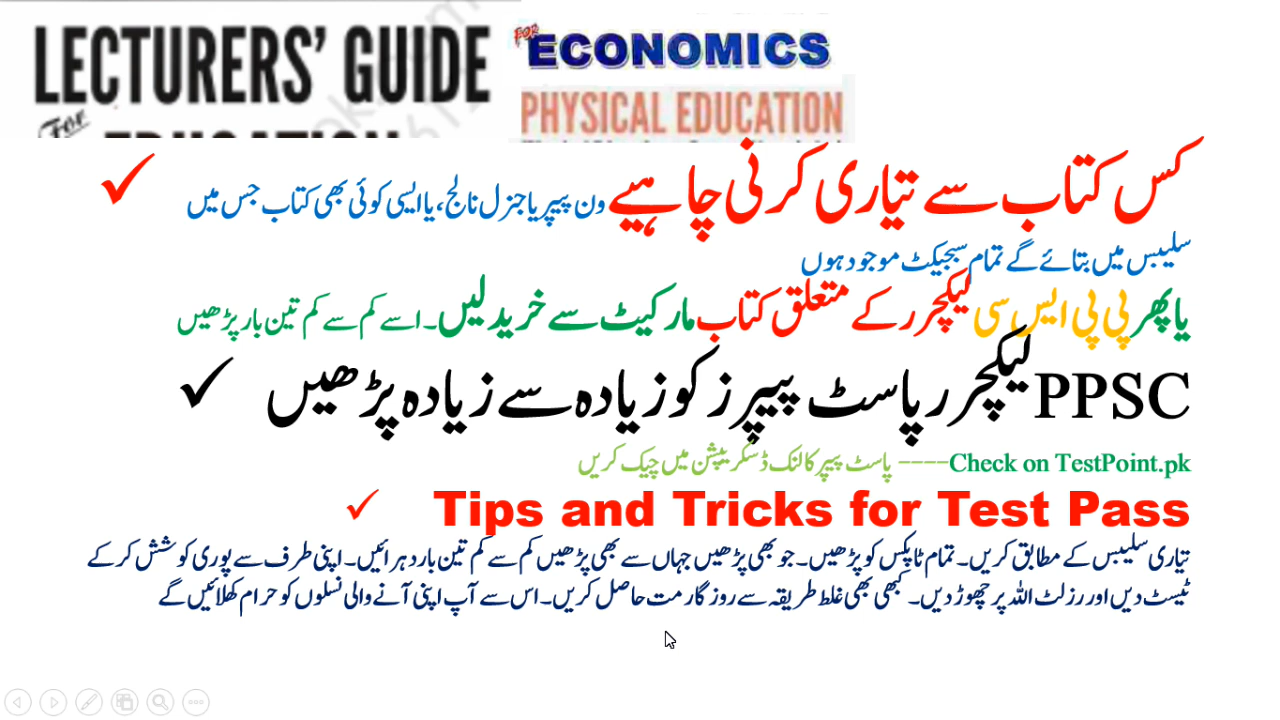 LECTURERS' GUIDE
For
EDUCATION
FOR ECONOMICS
PHYSICAL EDUCATION
کس کتاب سے تیاری کرنی چاہیے ون پیپر یا جنرل نالج، یا ایسی کوئی بھی کتاب جس میں
سلیبس میں بتائے گے تمام سبجیکٹ موجود ہوں
یا پھر پی پی ایس سی لیکچرر کے متعلق کتاب مارکیٹ سے خرید لیں۔ اسے کم سے کم تین بار پڑھیں
PPSC لیکچرر پاسٹ پیپرز کو زیادہ سے زیادہ پڑھیں
Check on TestPoint.pk ---- پاسٹ پیپر کا لنک ڈسکرپشن میں چیک کریں
Tips and Tricks for Test Pass
تیاری سلیبس کے مطابق کریں۔ تمام ٹاپکس کو پڑھیں۔ جو بھی پڑھیں جہاں سے بھی پڑھیں کم سے کم تین بار دہرائیں۔ اپنی طرف سے پوری کوشش کر کے
ٹیسٹ دیں اور رزلٹ اللہ پر چھوڑ دیں۔ کبھی بھی غلط طریقہ سے روزگار مت حاصل کریں۔ اس سے آپ اپنی آنے والی نسلوں کو حرام کھلائیں گے